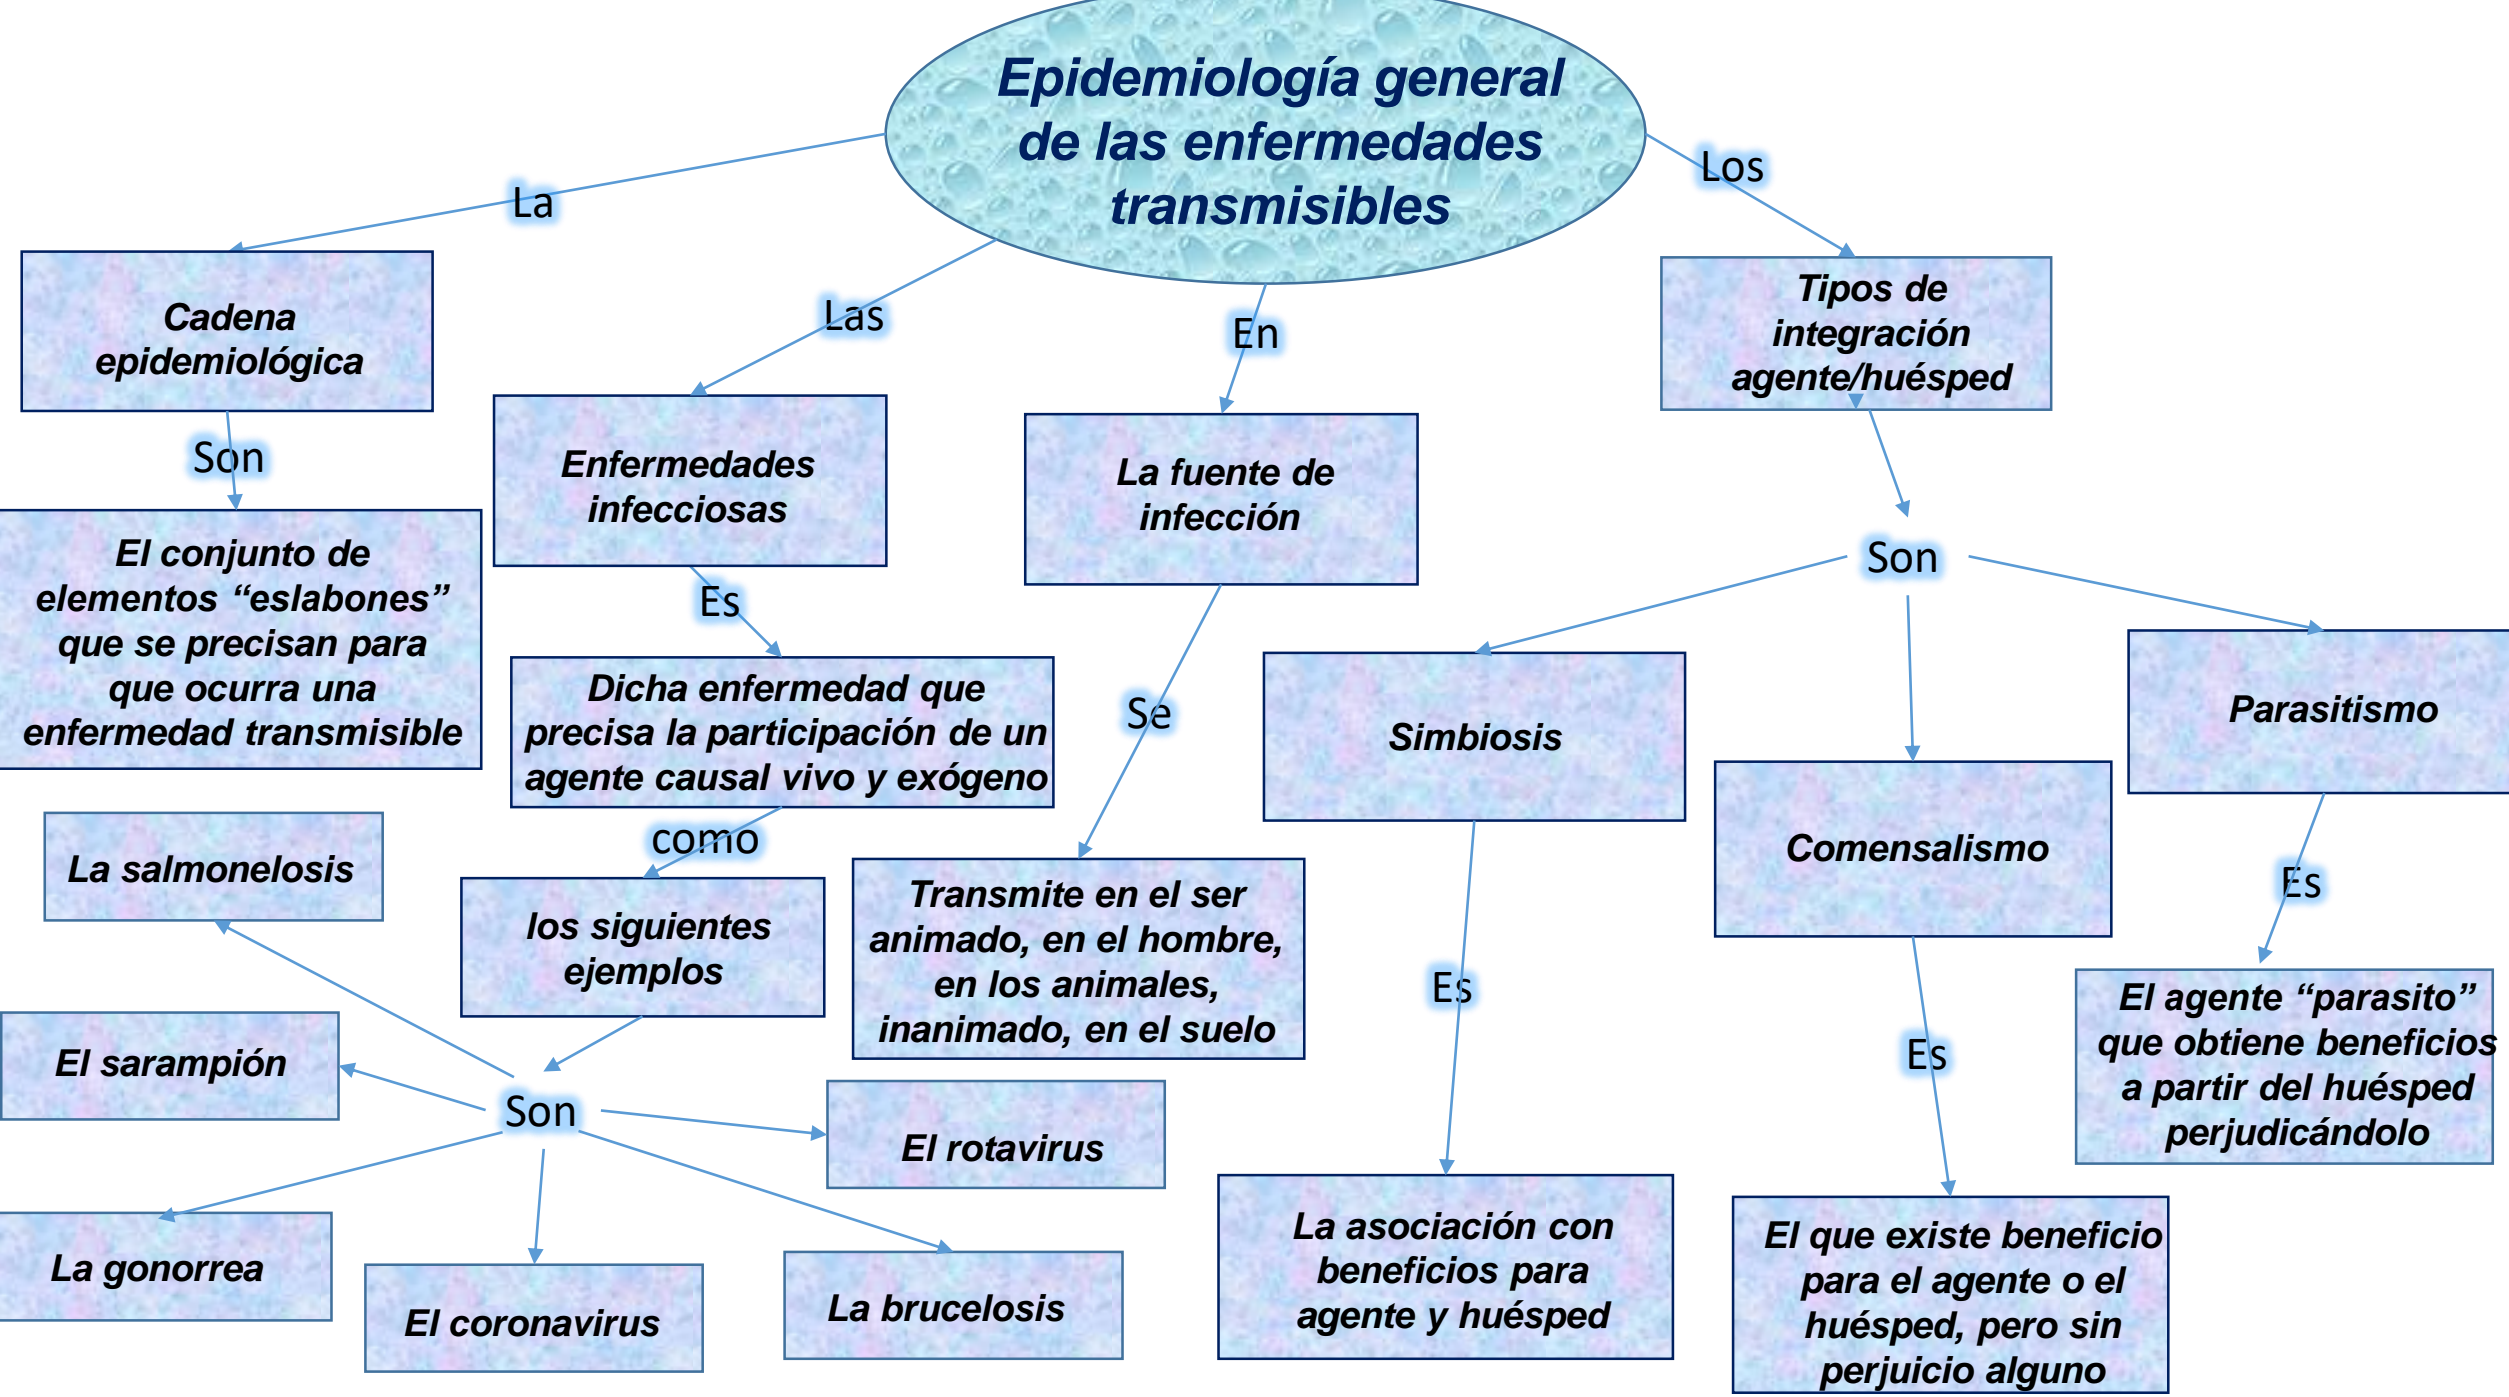 Epidemiología general
de las enfermedades
transmisibles
La
Las
En
Los
Cadena
epidemiológica
Son
El conjunto de
elementos “eslabones”
que se precisan para
que ocurra una
enfermedad transmisible
Enfermedades
infecciosas
Es
Dicha enfermedad que
precisa la participación de un
agente causal vivo y exógeno
como
los siguientes
ejemplos
Son
La salmonelosis
El sarampión
La gonorrea
El coronavirus
La brucelosis
El rotavirus
La fuente de
infección
Se
Transmite en el ser
animado, en el hombre,
en los animales,
inanimado, en el suelo
Tipos de
integración
agente/huésped
Son
Simbiosis
Es
La asociación con
beneficios para
agente y huésped
Comensalismo
Es
El que existe beneficio
para el agente o el
huésped, pero sin
perjuicio alguno
Parasitismo
Es
El agente “parasito”
que obtiene beneficios
a partir del huésped
perjudicándolo